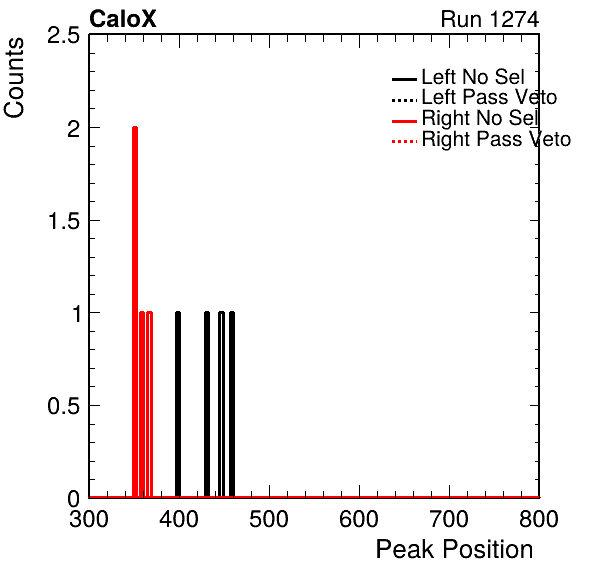 CaloX Run 1274
Counts
2.5
2
1.5
1
0.5
0
Left No Sel
Left Pass Veto
Right No Sel
Right Pass Veto
300 400 500 600 700 800
Peak Position